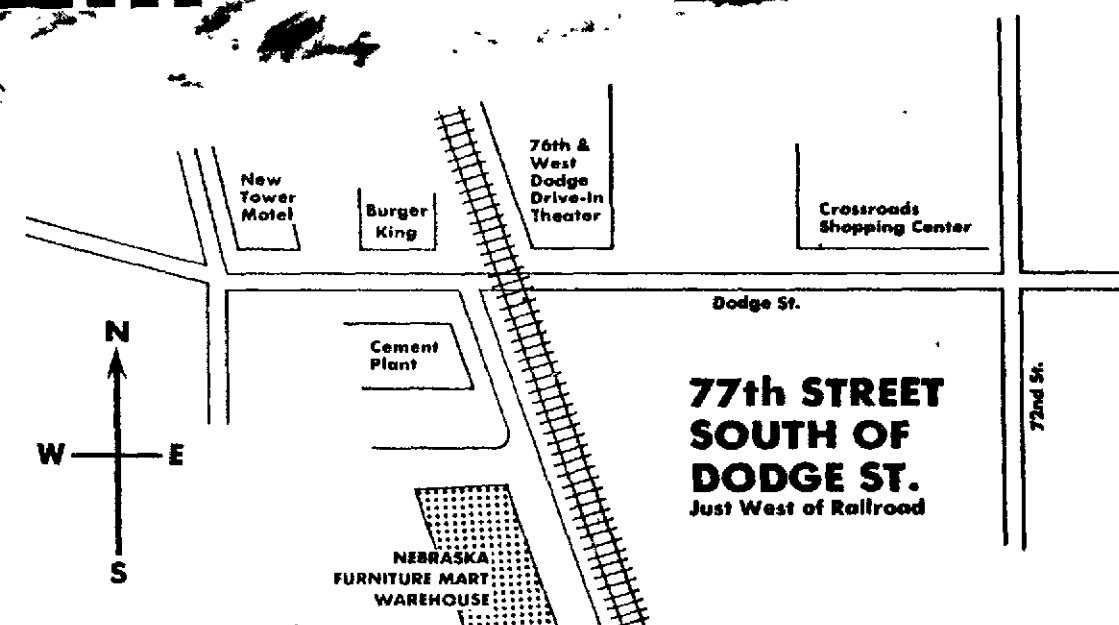 76th &
West
Dodge
Drive-In
Theater
New
Tower
Motel
Burger
King
Crossroads
Shopping Center
Dodge St.
N
W E
S
Cement
Plant
77th STREET
SOUTH OF
DODGE ST.
Just West of Railroad
72nd St.
NEBRASKA
FURNITURE MART
WAREHOUSE